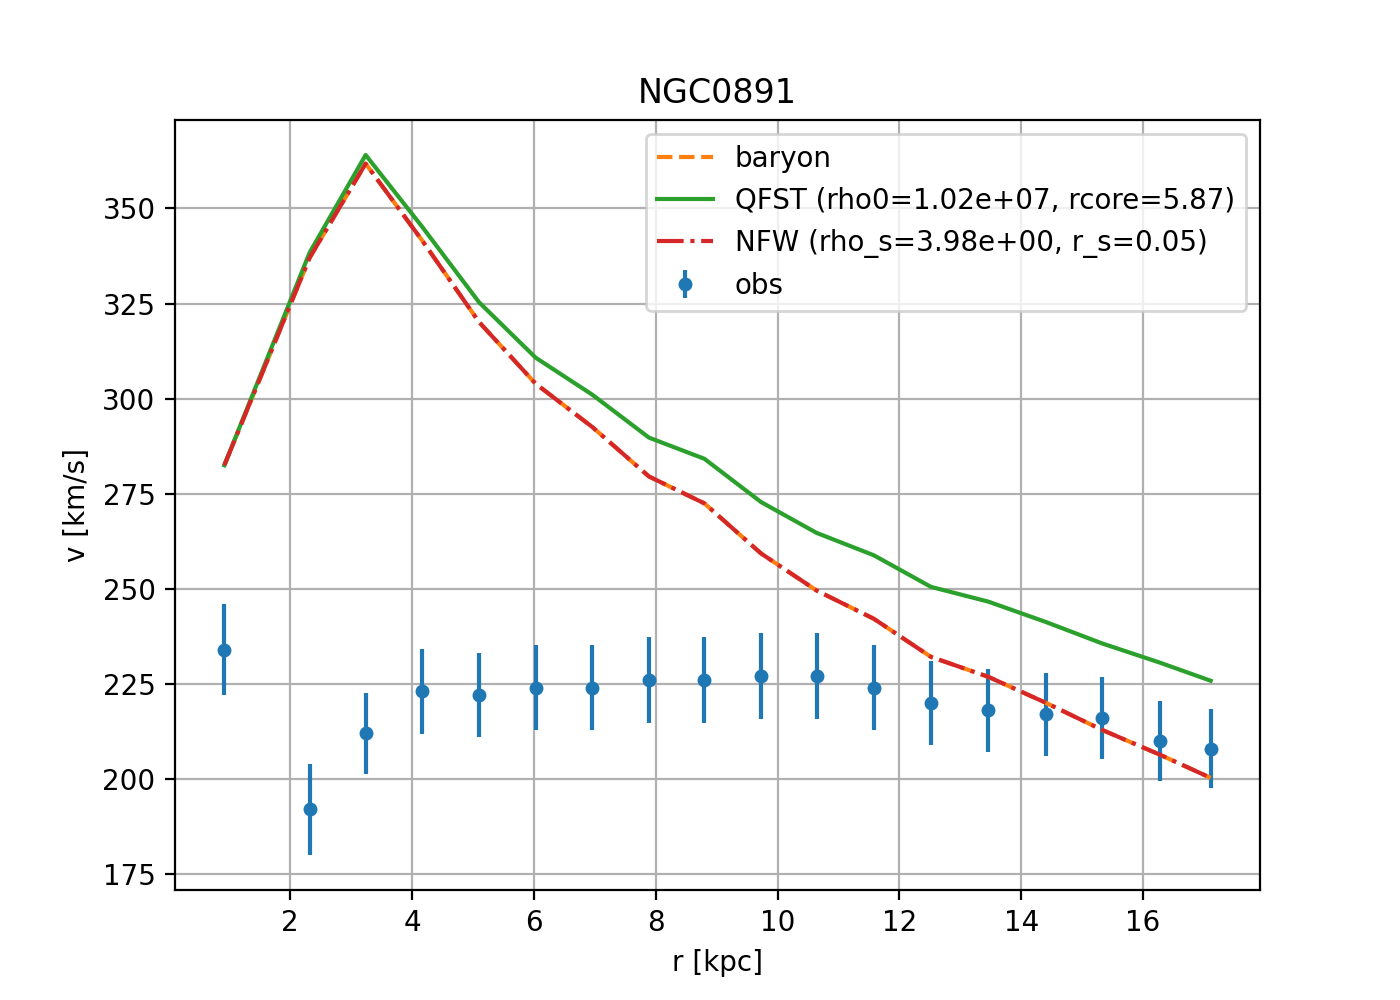 NGC0891
baryon
QFST (rho0=1.02e+07, rcore=5.87)
NFW (rho_s=3.98e+00, r_s=0.05)
obs
350
325
300
275
250
225
200
175
v [km/s]
2 4 6 8 10 12 14 16
r [kpc]